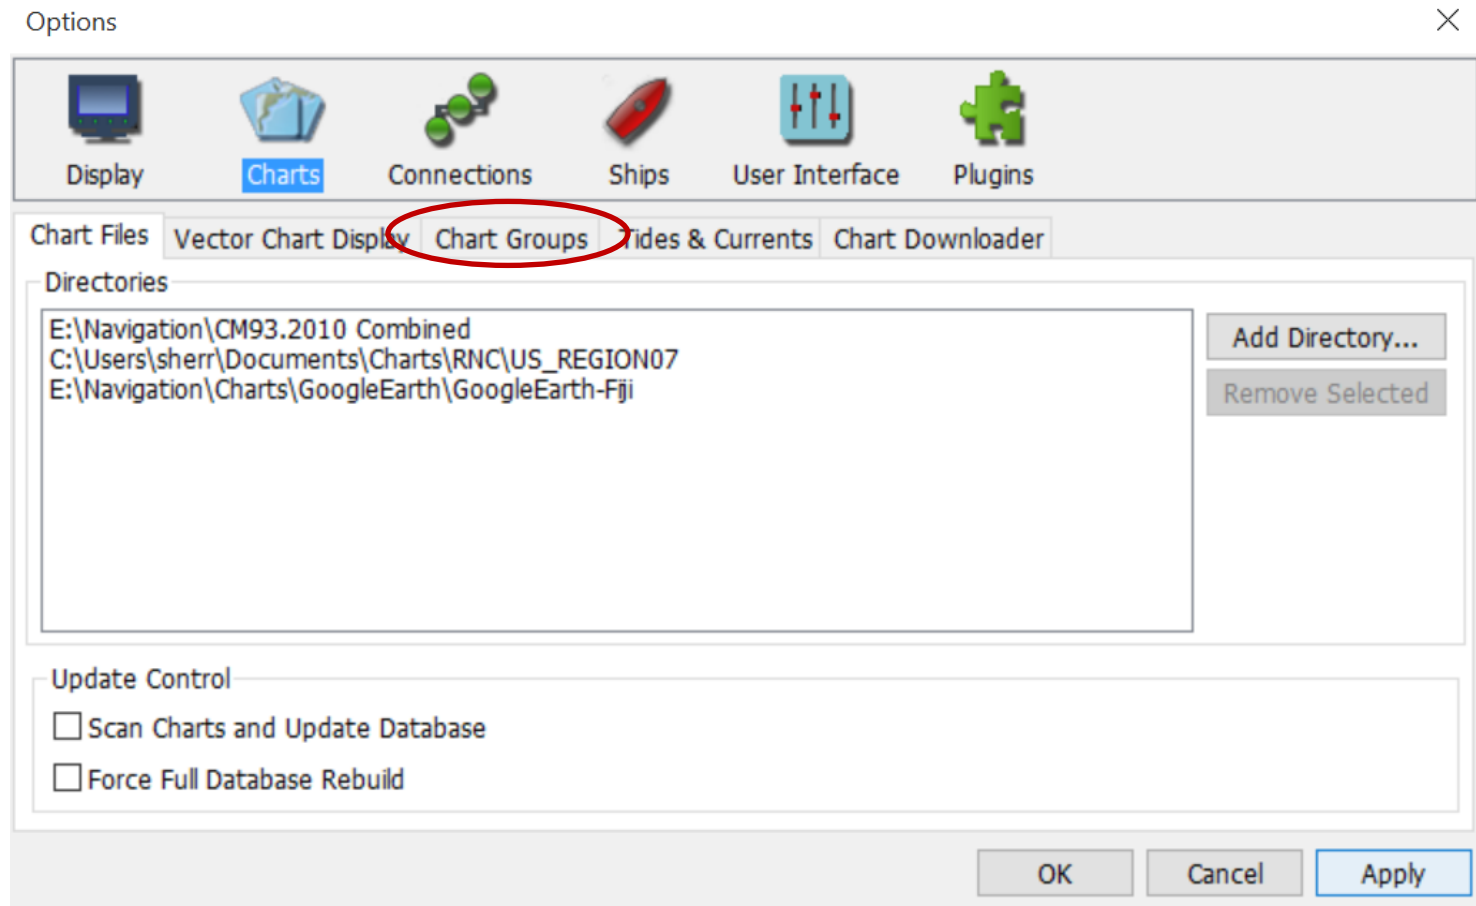 Options
Display Charts Connections Ships User Interface Plugins
Chart Files Vector Chart Display Chart Groups Tides & Currents Chart Downloader
Directories
E:\Navigation\CM93.2010 Combined
C:\Users\sherr\Documents\Charts\RNC\US_REGION07
E:\Navigation\Charts\GoogleEarth\GoogleEarth-Fiji
Add Directory...
Remove Selected
Update Control
Scan Charts and Update Database
Force Full Database Rebuild
OK Cancel Apply